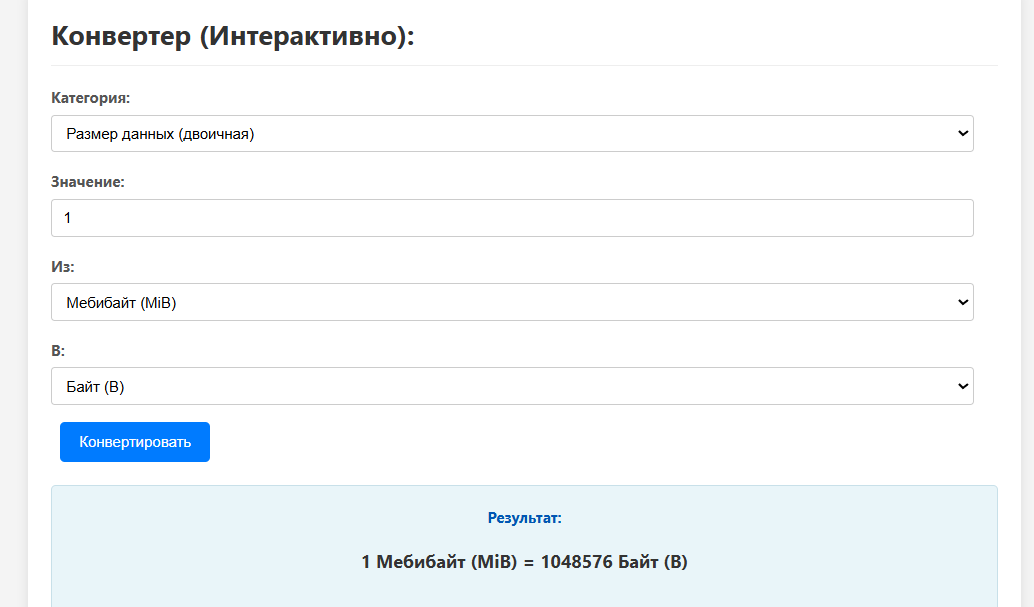 Конвертер (Интерактивно):
Категория:
Размер данных (двоичная)
Значение:
1
Из:
Мебибайт (MiB)
В:
Байт (B)
Конвертировать
Результат:
1 Мебибайт (MiB) = 1048576 Байт (B)